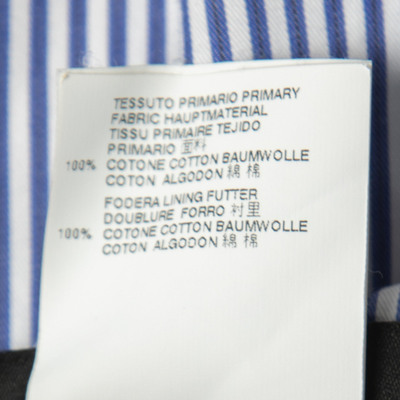 TESSUTO PRIMARIO PRIMARY
FABRIC HAUPTMATERIAL
TISSU PRIMAIRE TEJIDO
PRIMARIO 面料
100% COTONE COTTON BAUMWOLLE
COTON ALGODON 綿 棉
FODERA LINING FUTTER
DOUBLURE FORRO 衬里
100% COTONE COTTON BAUMWOLLE
COTON ALGODON 綿 棉